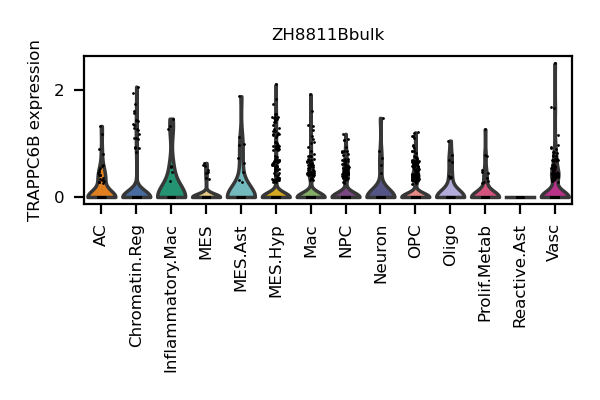 ZH8811Bbulk
TRAPPC6B expression
2
0
AC
Chromatin.Reg
Inflammatory.Mac
MES
MES.Ast
MES.Hyp
Mac
NPC
Neuron
OPC
Oligo
Prolif.Metab
Reactive.Ast
Vasc